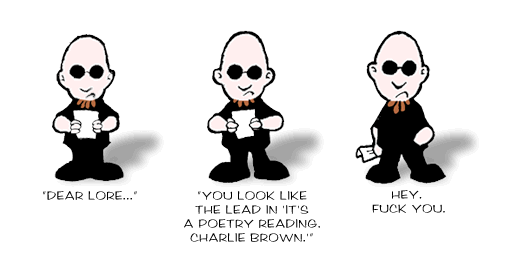 "DEAR LORE..."
"YOU LOOK LIKE
THE LEAD IN 'IT'S
A POETRY READING,
CHARLIE BROWN.'"
HEY.
FUCK YOU.